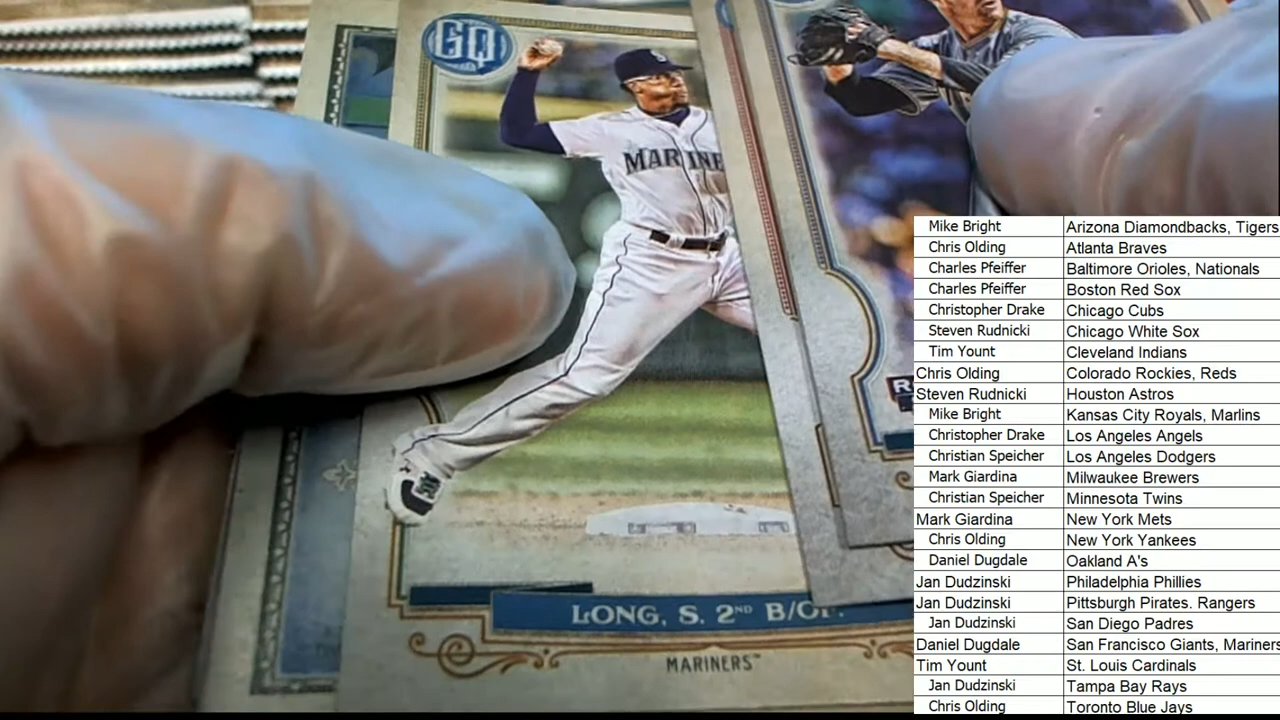 GQ
MARINE
LONG, S. 2ND B/OF.
MARINERS™
R
Mike Bright Arizona Diamondbacks, Tigers
Chris Olding Atlanta Braves
Charles Pfeiffer Baltimore Orioles, Nationals
Charles Pfeiffer Boston Red Sox
Christopher Drake Chicago Cubs
Steven Rudnicki Chicago White Sox
Tim Yount Cleveland Indians
Chris Olding Colorado Rockies, Reds
Steven Rudnicki Houston Astros
Mike Bright Kansas City Royals, Marlins
Christopher Drake Los Angeles Angels
Christian Speicher Los Angeles Dodgers
Mark Giardina Milwaukee Brewers
Christian Speicher Minnesota Twins
Mark Giardina New York Mets
Chris Olding New York Yankees
Daniel Dugdale Oakland A's
Jan Dudzinski Philadelphia Phillies
Jan Dudzinski Pittsburgh Pirates. Rangers
Jan Dudzinski San Diego Padres
Daniel Dugdale San Francisco Giants, Mariners
Tim Yount St. Louis Cardinals
Jan Dudzinski Tampa Bay Rays
Chris Olding Toronto Blue Jays